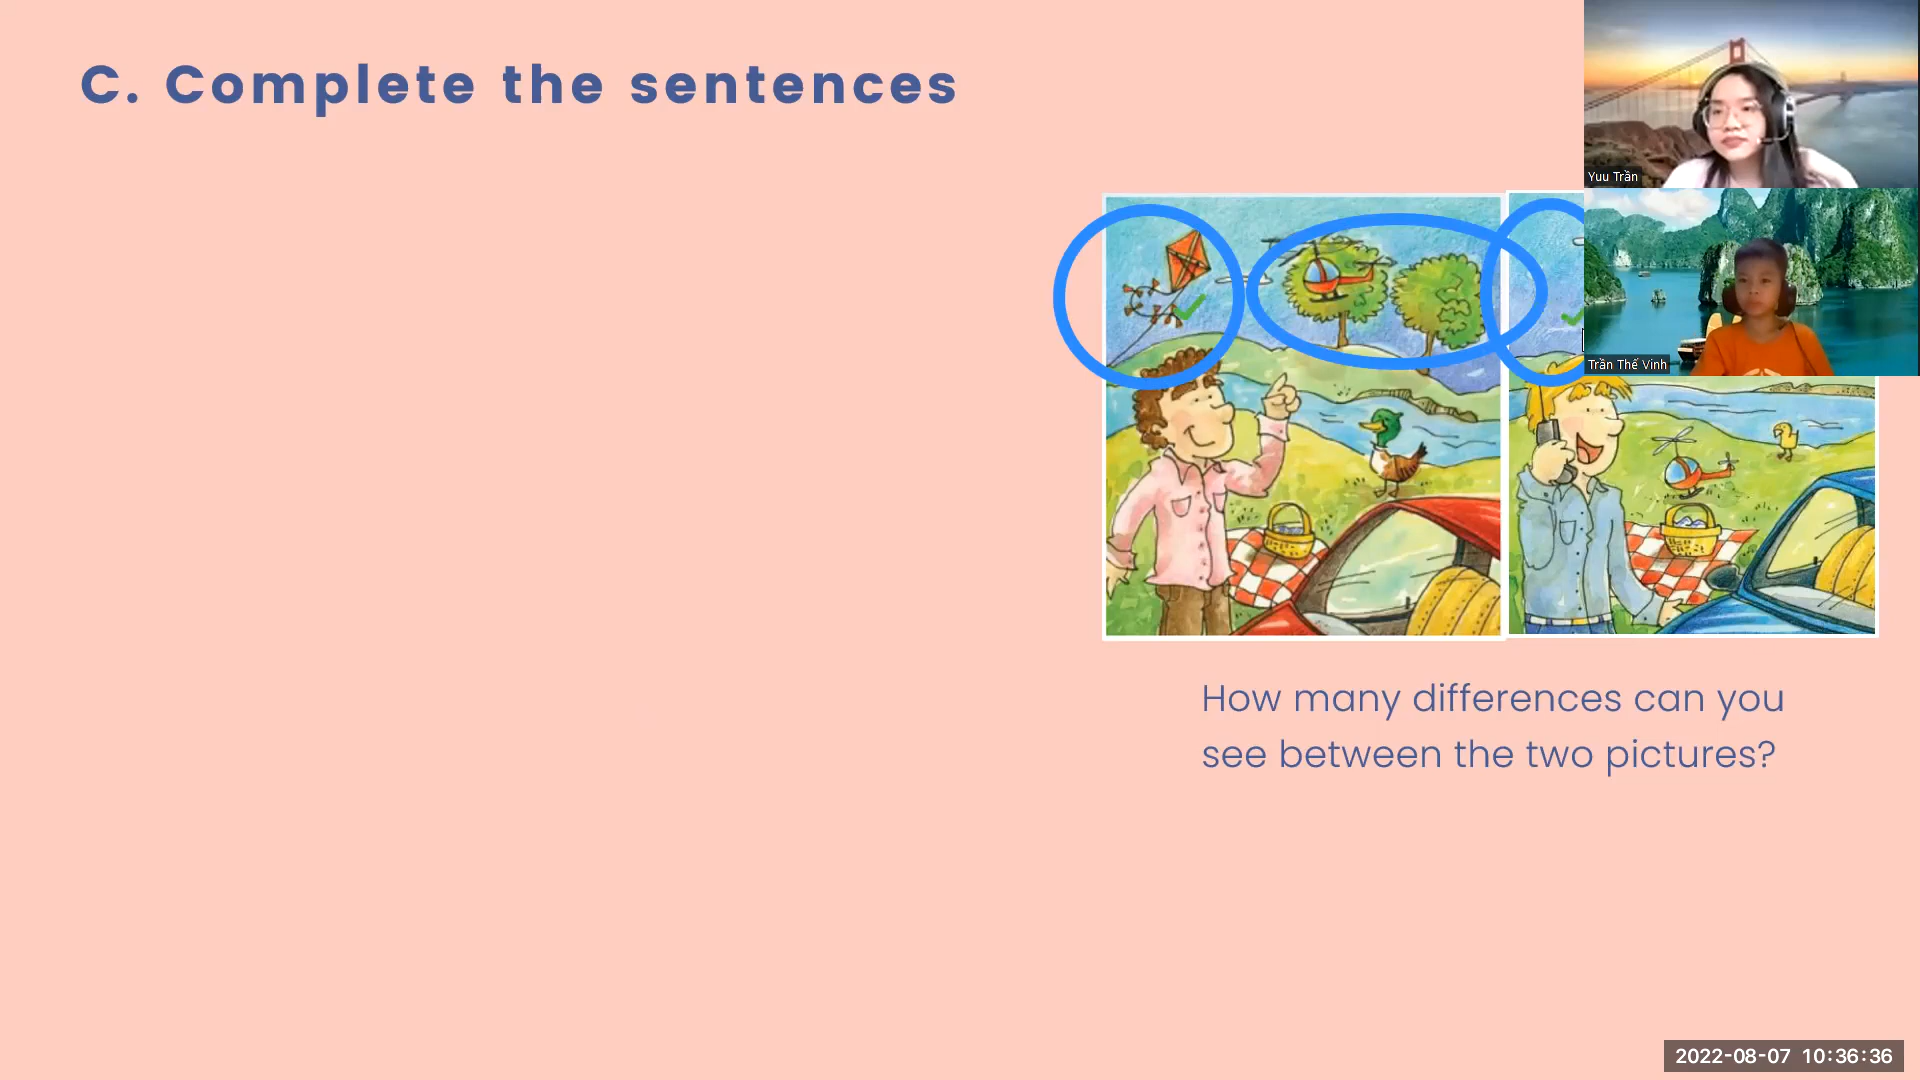 C. Complete the sentences
Yuu Trần
Trần Thế Vinh
How many differences can you
see between the two pictures?
2022-08-07 10:36:36